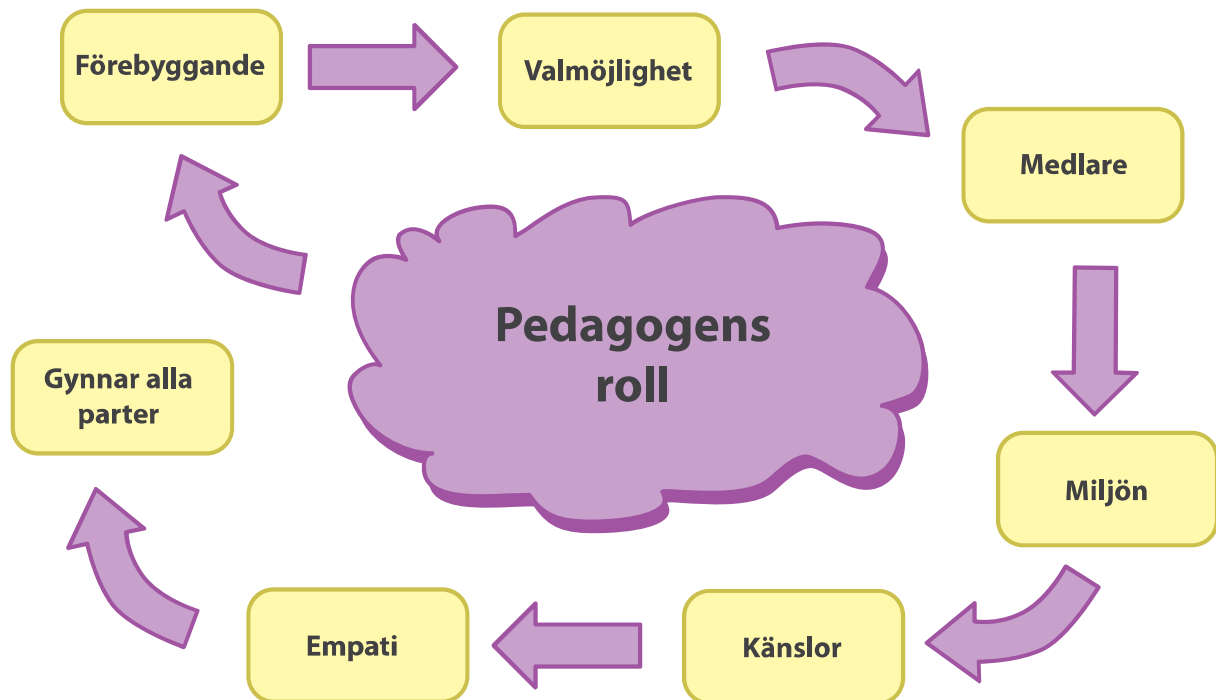 Förebyggande
Valmöjlighet
Medlare
Pedagogens
roll
Gynnar alla
parter
Miljön
Empati
Känslor